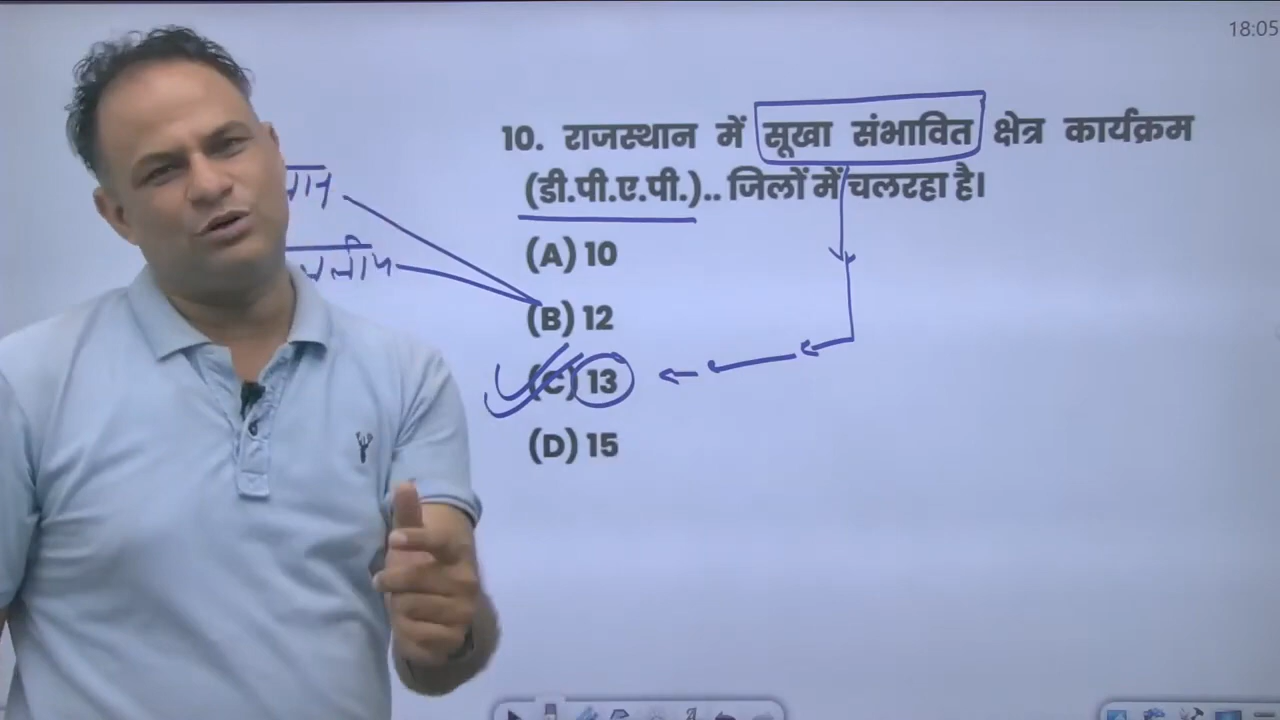 18:05
10. राजस्थान में सूखा संभावित क्षेत्र कार्यक्रम
(डी.पी.ए.पी.).. जिलों में चलरहा है।
(A) 10
(B) 12
(C) 13
(D) 15